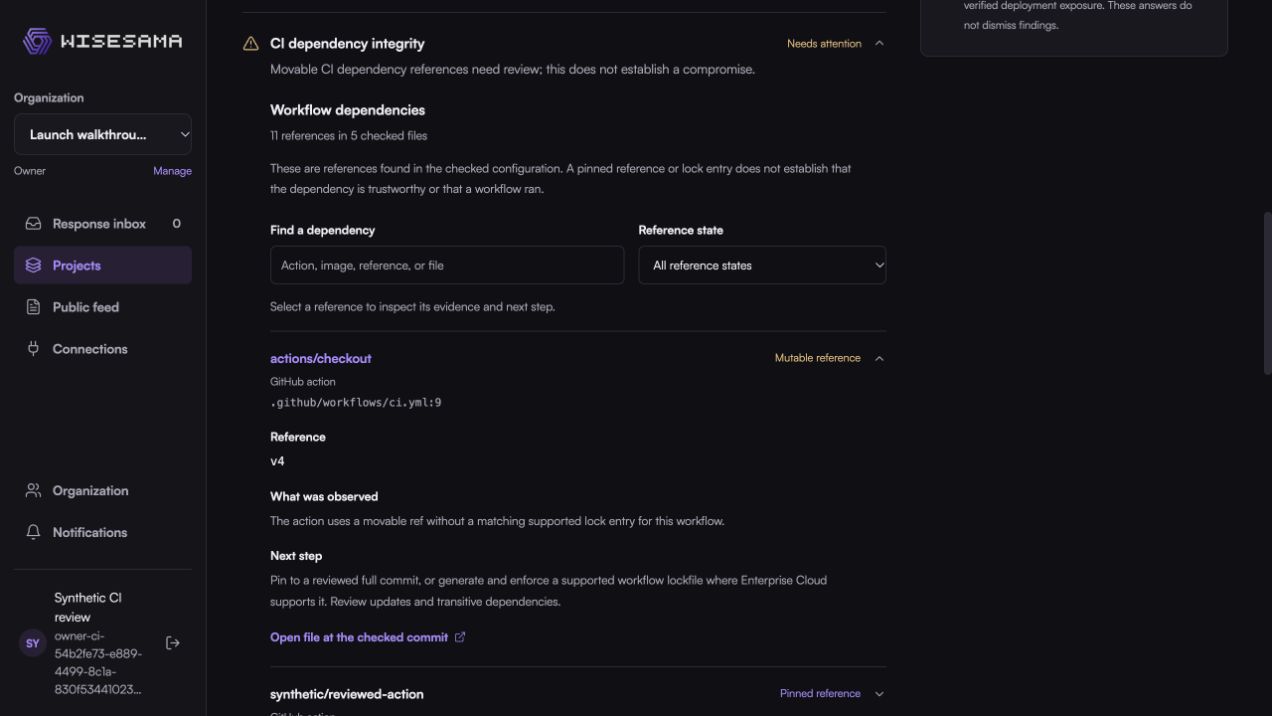 WISESAMA
Organization
Launch walkthrou...
Owner
Manage
Response inbox
0
Projects
Public feed
Connections
Organization
Notifications
SY
Synthetic CI
review
owner-ci-
54b2fe73-e889-
4499-8c1a-
830f53441023...
CI dependency integrity
Needs attention
Movable CI dependency references need review; this does not establish a compromise.
Workflow dependencies
11 references in 5 checked files
These are references found in the checked configuration. A pinned reference or lock entry does not establish that
the dependency is trustworthy or that a workflow ran.
Find a dependency
Reference state
Action, image, reference, or file
All reference states
Select a reference to inspect its evidence and next step.
actions/checkout
Mutable reference
GitHub action
.github/workflows/ci.yml:9
Reference
v4
What was observed
The action uses a movable ref without a matching supported lock entry for this workflow.
Next step
Pin to a reviewed full commit, or generate and enforce a supported workflow lockfile where Enterprise Cloud
supports it. Review updates and transitive dependencies.
Open file at the checked commit
synthetic/reviewed-action
Pinned reference
GitHub action
verified deployment exposure. These answers do
not dismiss findings.